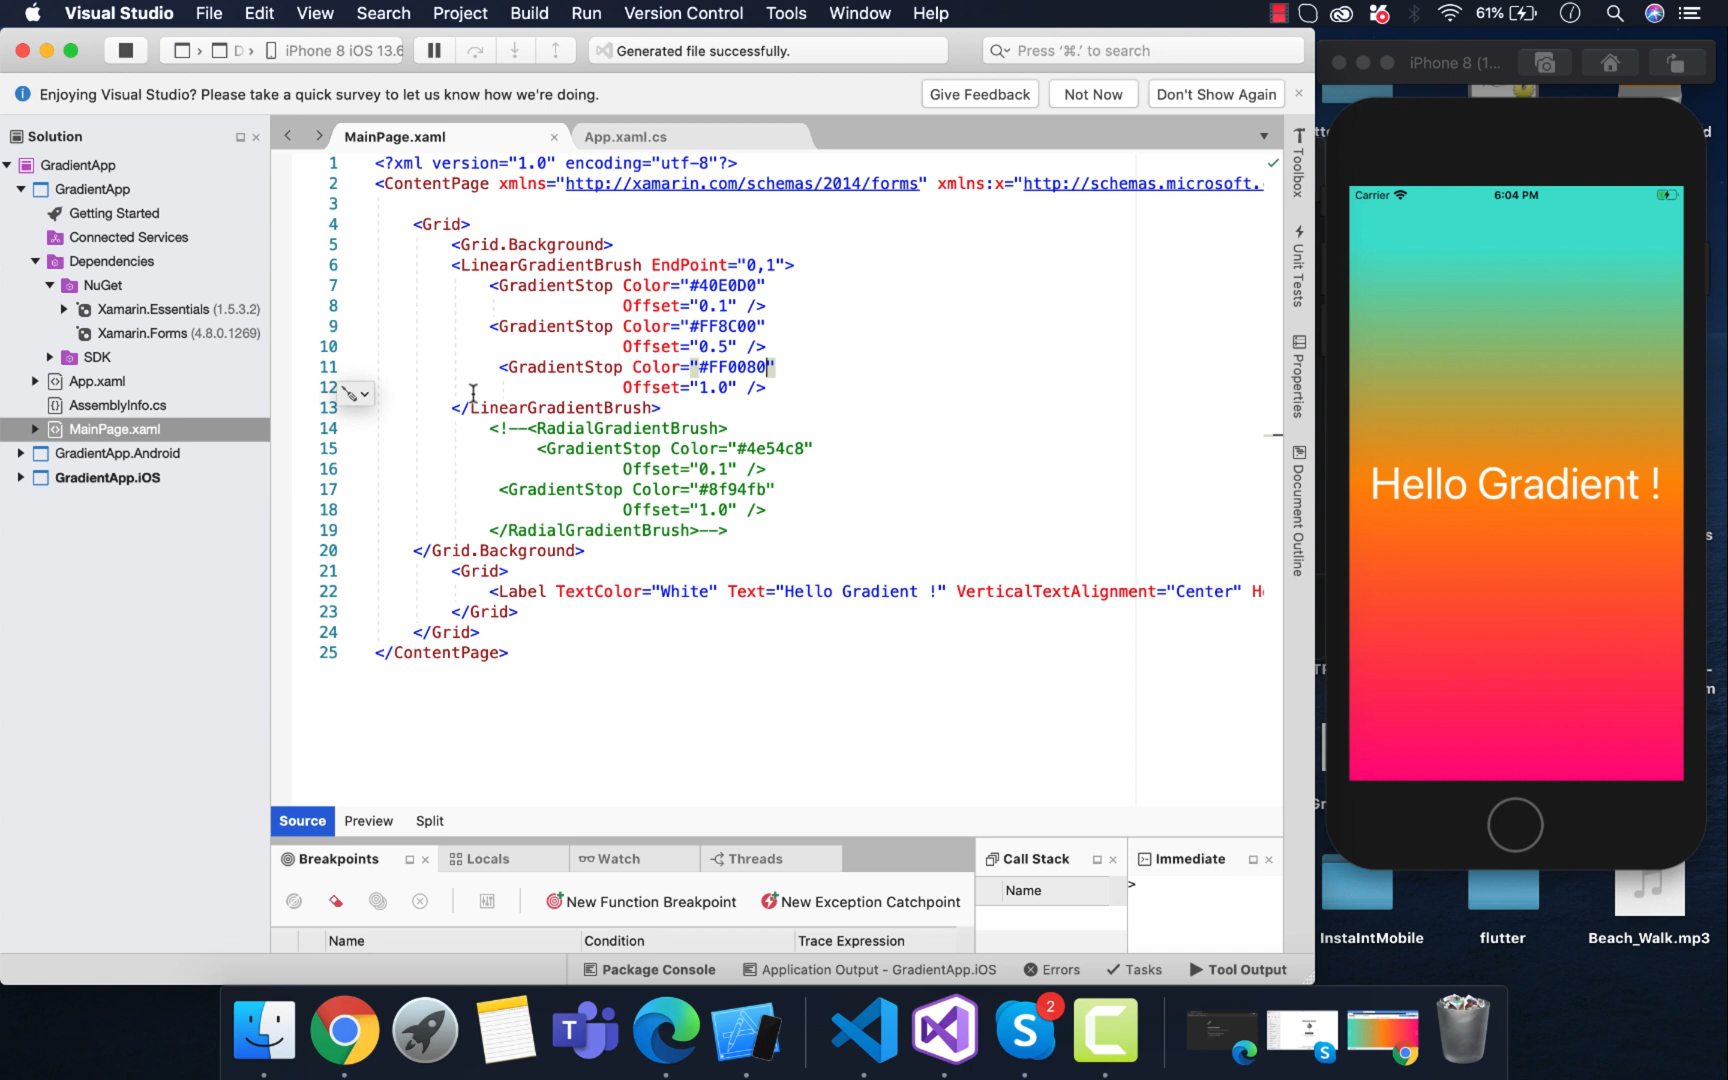 Visual Studio File Edit View Search Project Build Run Version Control Tools Window Help 61%
D iPhone 8 iOS 13.6
Generated file successfully.
Press ‘⌘.’ to search
Enjoying Visual Studio? Please take a quick survey to let us know how we're doing.
Give Feedback Not Now Don't Show Again
Solution
GradientApp
GradientApp
Getting Started
Connected Services
Dependencies
NuGet
Xamarin.Essentials (1.5.3.2)
Xamarin.Forms (4.8.0.1269)
SDK
App.xaml
AssemblyInfo.cs
MainPage.xaml
GradientApp.Android
GradientApp.iOS
MainPage.xaml App.xaml.cs
1 <?xml version="1.0" encoding="utf-8"?>
2 <ContentPage xmlns="http://xamarin.com/schemas/2014/forms" xmlns:x="http://schemas.microsoft.
3
4 <Grid>
5 <Grid.Background>
6 <LinearGradientBrush EndPoint="0,1">
7 <GradientStop Color="#40E0D0"
8 Offset="0.1" />
9 <GradientStop Color="#FF8C00"
10 Offset="0.5" />
11 <GradientStop Color="#FF0080"
12 Offset="1.0" />
13 </LinearGradientBrush>
14 <!--<RadialGradientBrush>
15 <GradientStop Color="#4e54c8"
16 Offset="0.1" />
17 <GradientStop Color="#8f94fb"
18 Offset="1.0" />
19 </RadialGradientBrush>-->
20 </Grid.Background>
21 <Grid>
22 <Label TextColor="White" Text="Hello Gradient !" VerticalTextAlignment="Center" H
23 </Grid>
24 </Grid>
25 </ContentPage>
Source Preview Split
Toolbox
Unit Tests
Properties
Document Outline
Breakpoints Locals Watch Threads
New Function Breakpoint New Exception Catchpoint
Name Condition Trace Expression
Call Stack
Name
Immediate
>
Package Console Application Output - GradientApp.iOS Errors Tasks Tool Output
iPhone 8 (1...
Carrier 6:04 PM
Hello Gradient !
InstaIntMobile flutter Beach_Walk.mp3
T
S 2
C